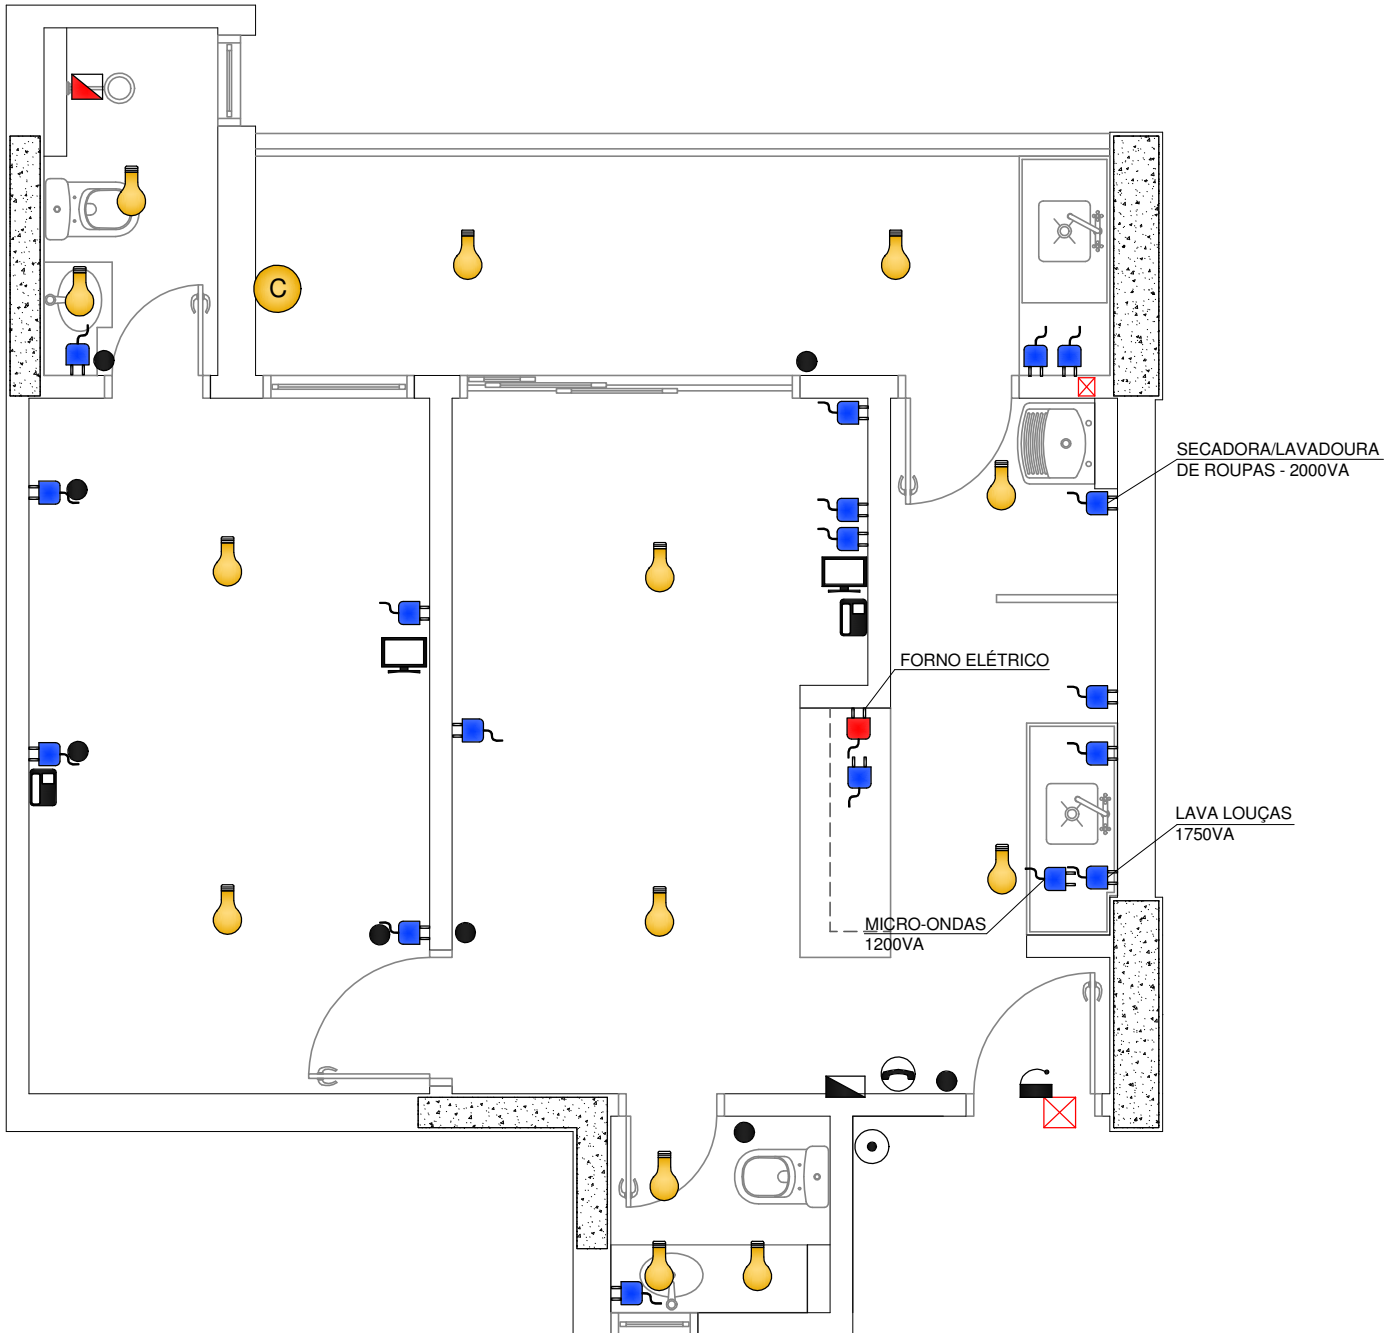 C
SECADORA/LAVADOURA
DE ROUPAS - 2000VA
FORNO ELÉTRICO
LAVA LOUÇAS
1750VA
MICRO-ONDAS
1200VA